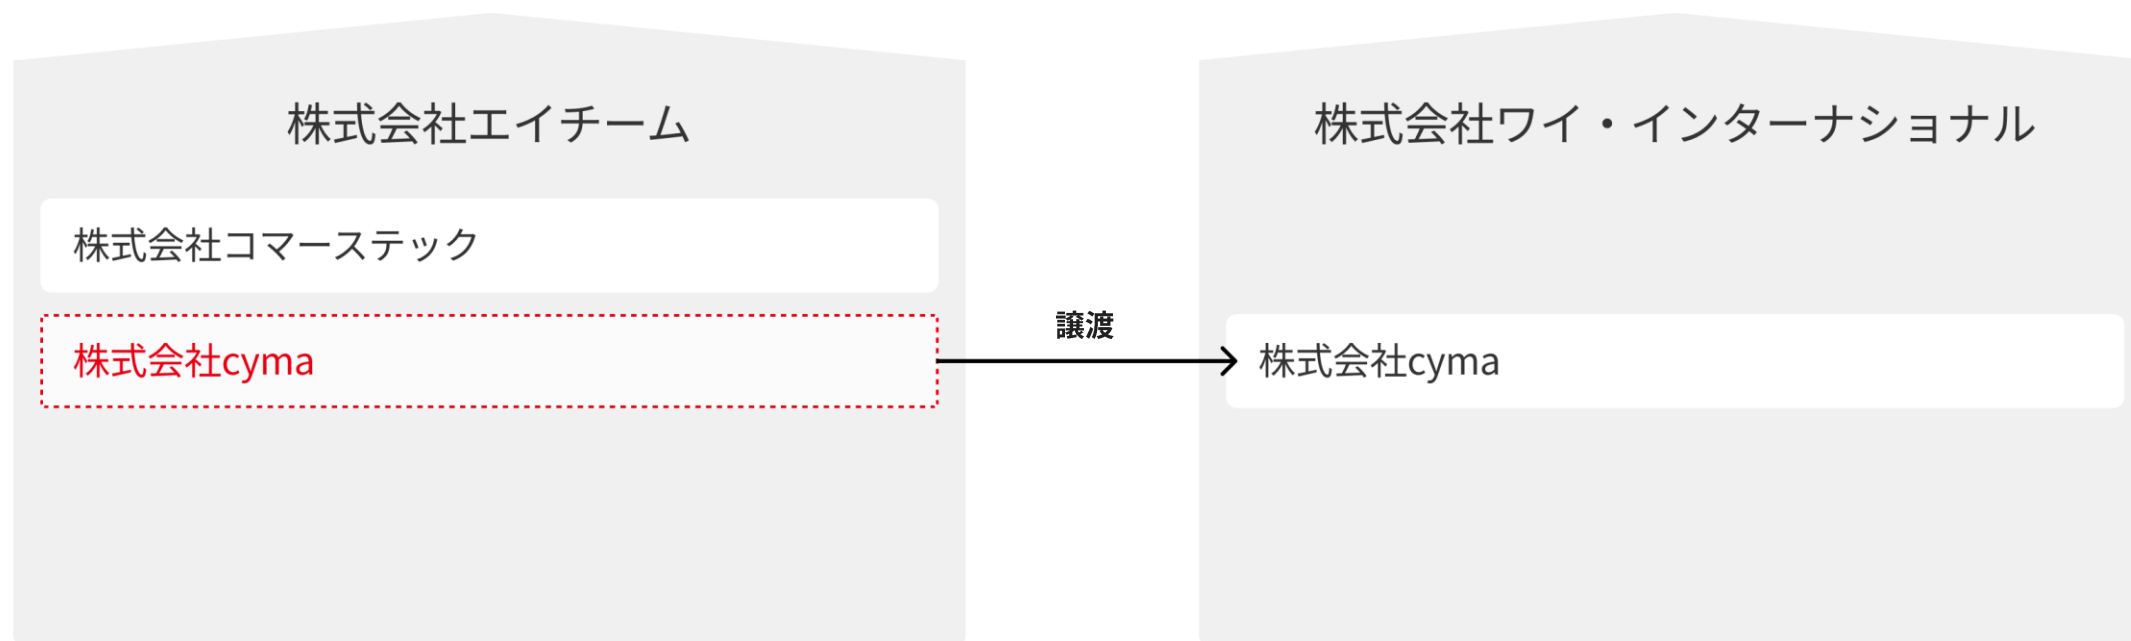 株式会社エイチーム
株式会社コマーステック
株式会社cyma
譲渡
株式会社ワイ・インターナショナル
株式会社cyma